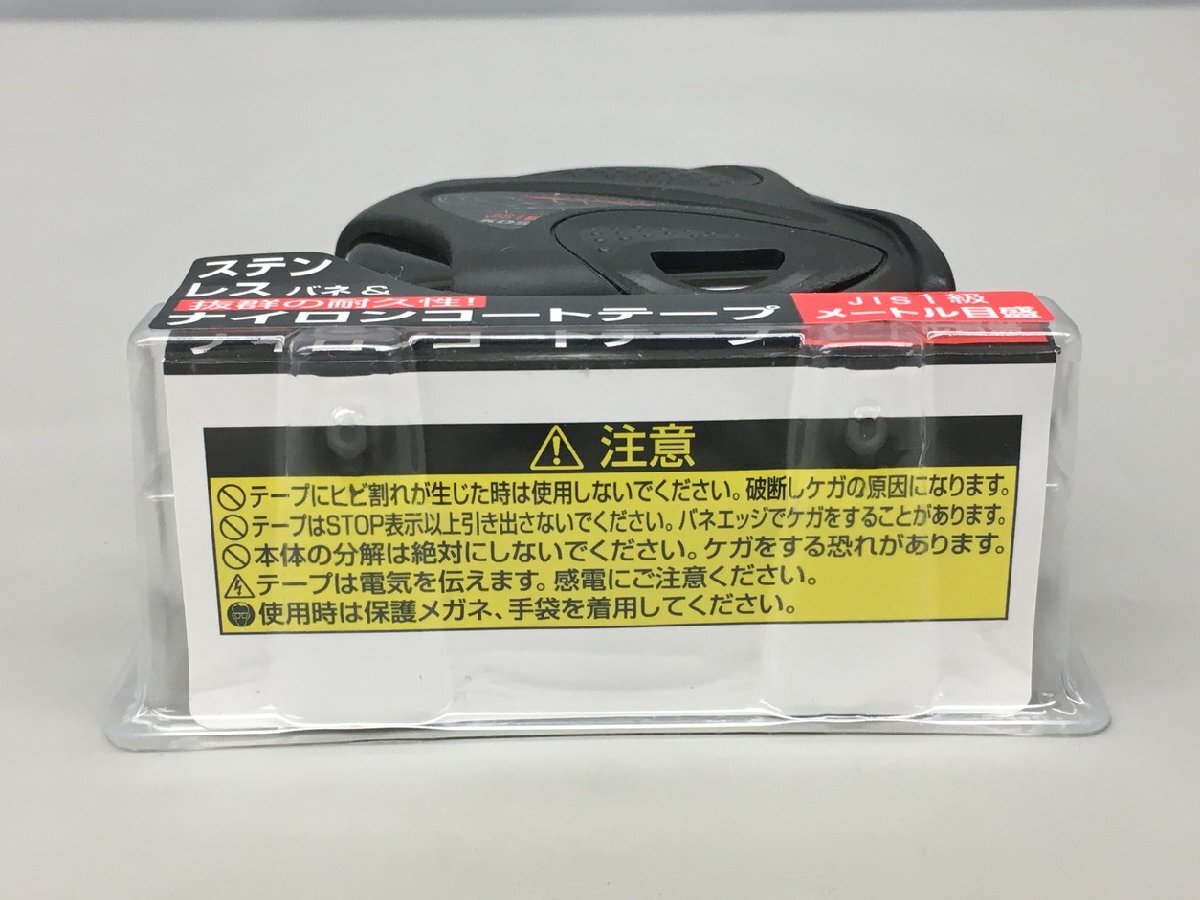 JIS1級
KDS
ステン
レス バネ &
抜群の耐久性!
ナイロンコートテープ
JIS1級
メートル目盛
注意
テープにヒビ割れが生じた時は使用しないでください。破断しケガの原因になります。
テープはSTOP表示以上引き出さないでください。バネエッジでケガをすることがあります。
本体の分解は絶対にしないでください。ケガをする恐れがあります。
テープは電気を伝えます。感電にご注意ください。
使用時は保護メガネ、手袋を着用してください。